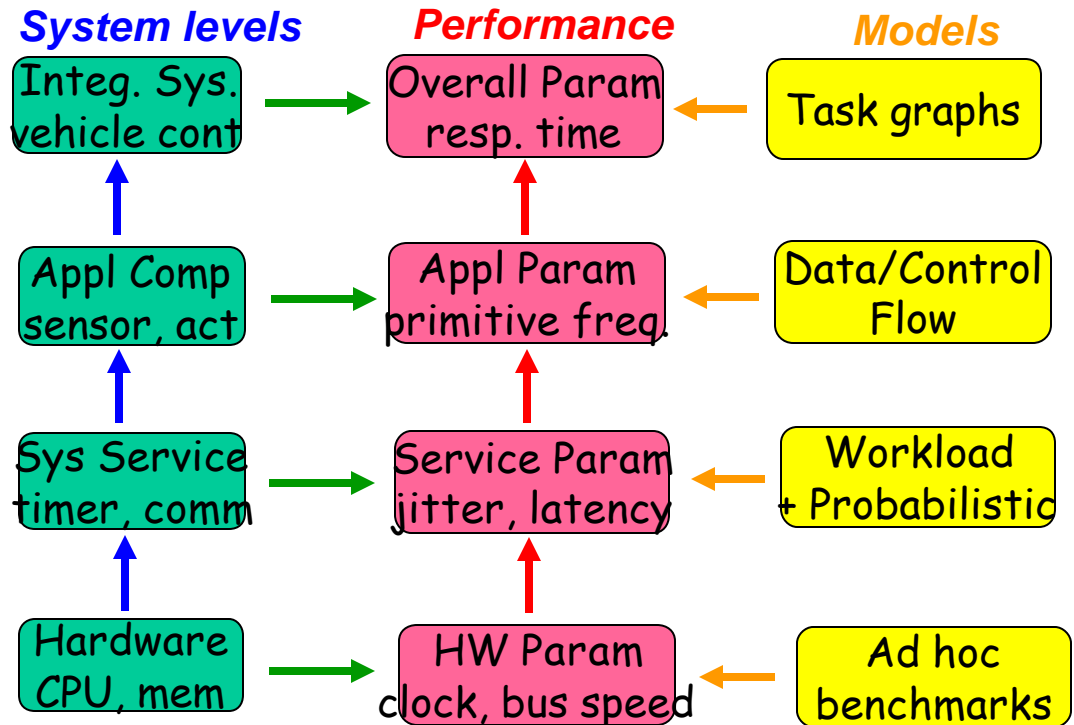 System levels
Performance
Models
Integ. Sys.
vehicle cont
Overall Param
resp. time
Task graphs
Appl Comp
sensor, act
Appl Param
primitive freq.
Data/Control
Flow
Sys Service
timer, comm
Service Param
jitter, latency
Workload
+ Probabilistic
Hardware
CPU, mem
HW Param
clock, bus speed
Ad hoc
benchmarks